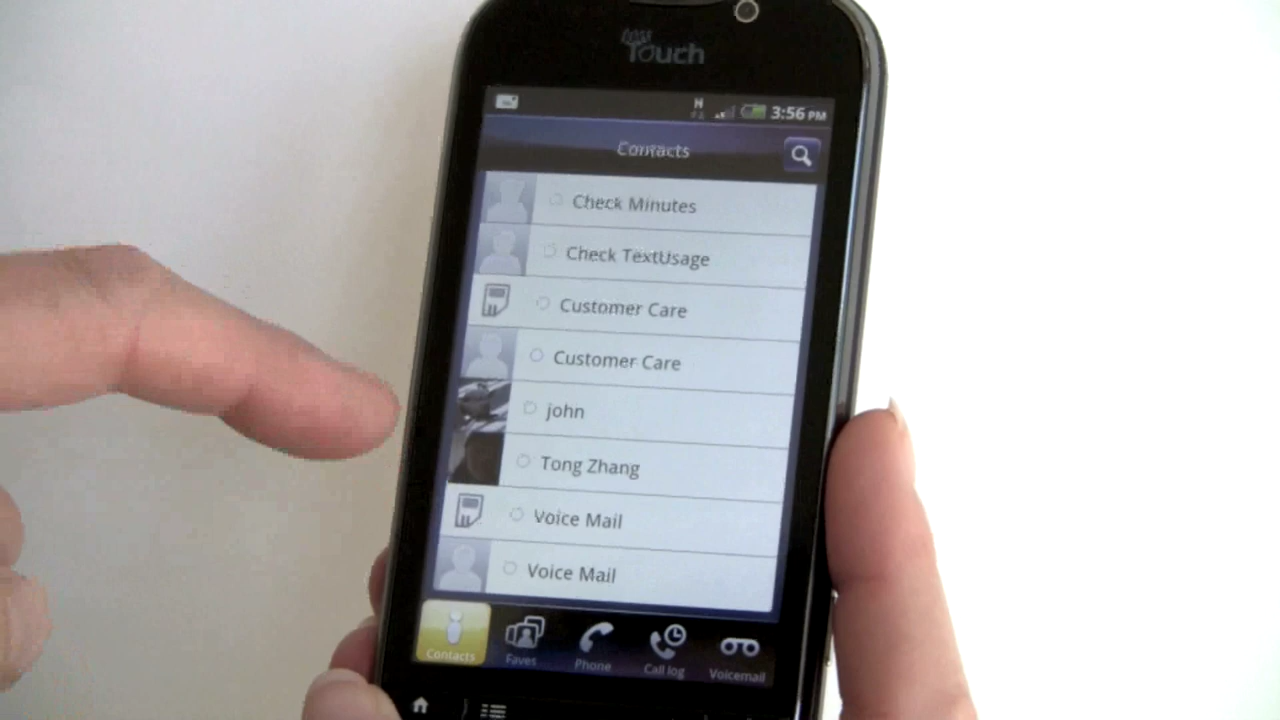 my
Touch
3:56 PM
Contacts
Check Minutes
Check TextUsage
Customer Care
Customer Care
john
Tong Zhang
Voice Mail
Voice Mail
Contacts
Faves
Phone
Call log
Voicemail